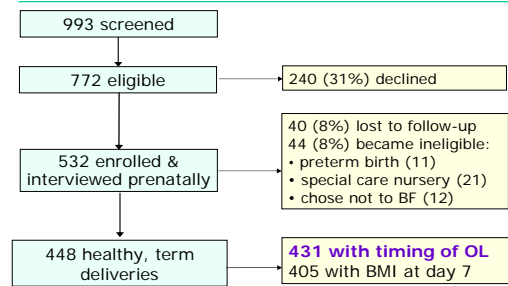 993 screened
772 eligible
240 (31%) declined
40 (8%) lost to follow-up
44 (8%) became ineligible:
• preterm birth (11)
• special care nursery (21)
• chose not to BF (12)
532 enrolled &
interviewed prenatally
448 healthy, term
deliveries
431 with timing of OL
405 with BMI at day 7